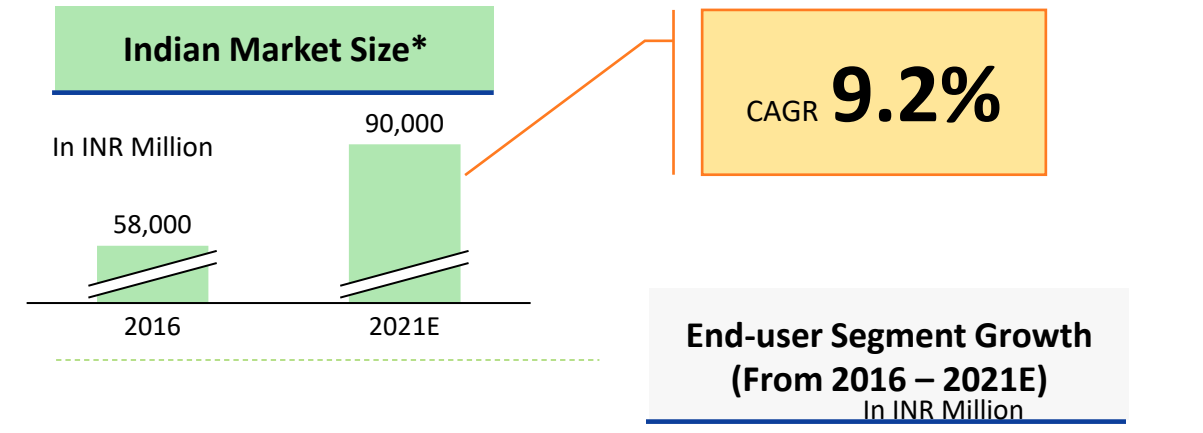 Indian Market Size*
CAGR 9.2%
In INR Million
90,000
58,000
2016
2021E
End-user Segment Growth
(From 2016 – 2021E)
In INR Million